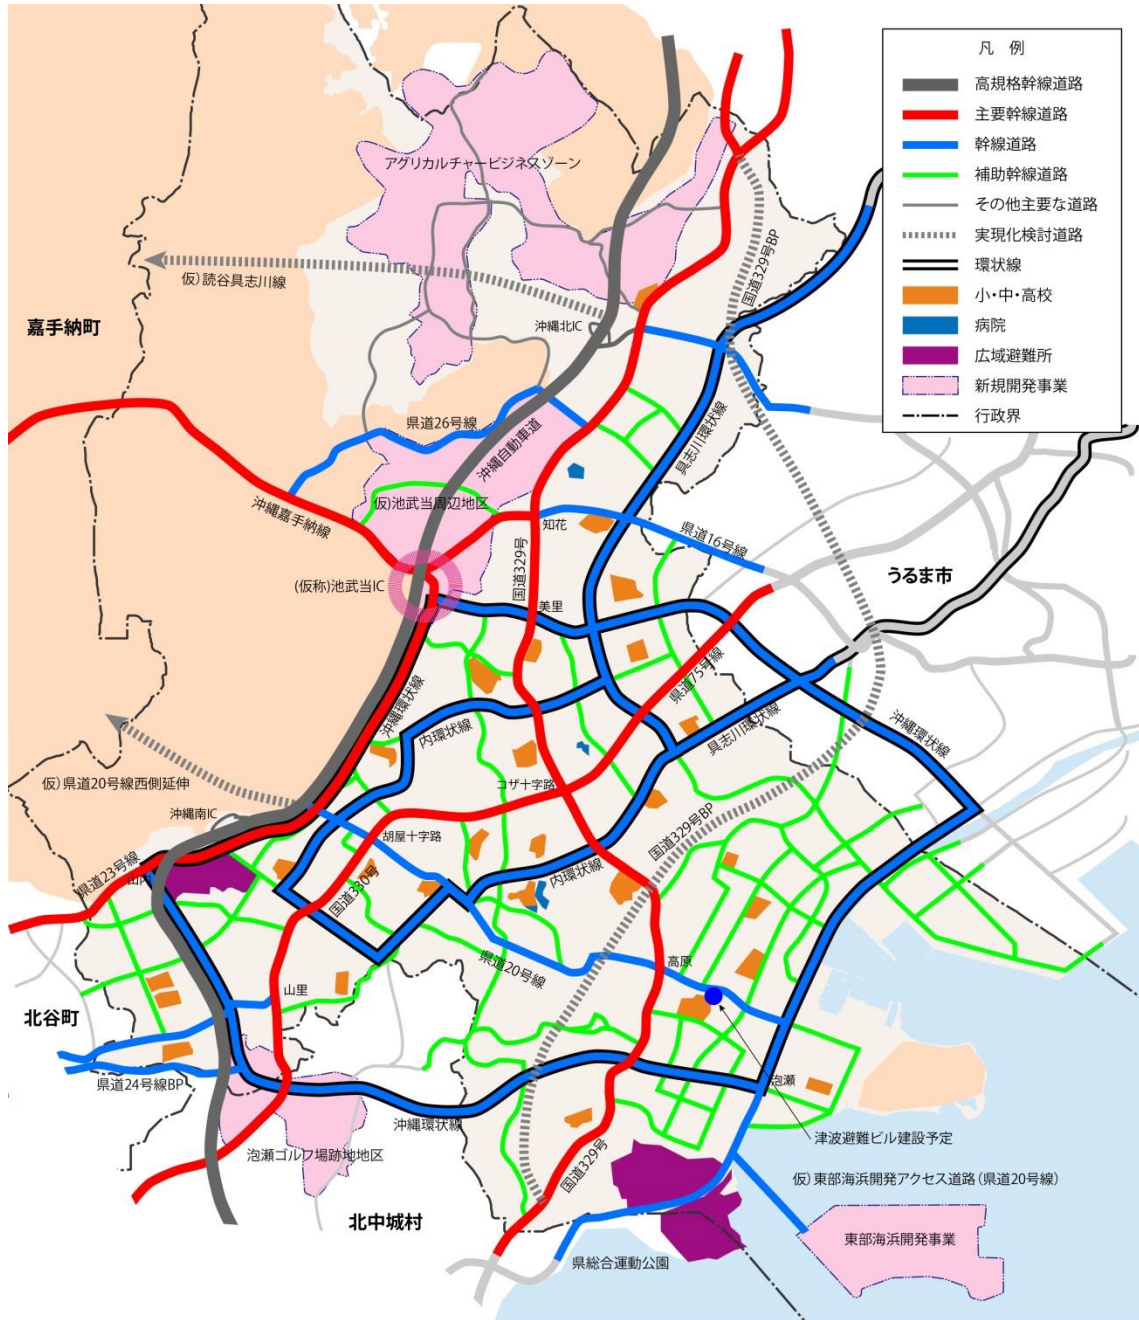 凡　例
高規格幹線道路
主要幹線道路
幹線道路
補助幹線道路
その他主要な道路
実現化検討道路
環状線
小・中・高校
病院
広域避難所
新規開発事業
行政界
アグリカルチャービジネスゾーン
国道329号BP
仮）読谷具志川線
沖縄北IC
嘉手納町
県道26号線
沖縄自動車道
具志川環状線
仮)池武当周辺地区
沖縄嘉手納線
知花
県道16号線
国道329号
(仮称)池武当IC
うるま市
美里
県道75号線
沖縄環状線
内環状線
具志川環状線
沖縄環状線
仮）県道20号線西側延伸
コザ十字路
沖縄南IC
胡屋十字路
国道329号BP
県道23号線
山内
国道330号
内環状線
県道20号線
高原
山里
北谷町
県道24号線BP
泡瀬
沖縄環状線
津波避難ビル建設予定
泡瀬ゴルフ場跡地地区
国道329号
仮）東部海浜開発アクセス道路（県道20号線）
北中城村
東部海浜開発事業
県総合運動公園